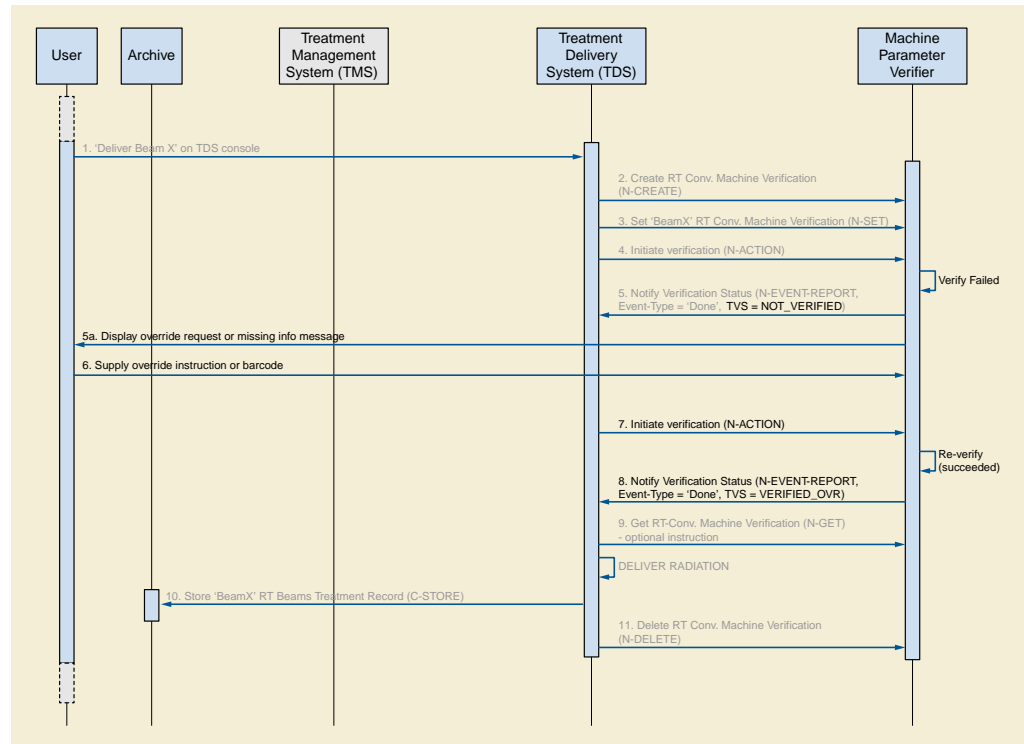 User
Archive
Treatment
Management
System (TMS)
Treatment
Delivery
System (TDS)
Machine
Parameter
Verifier
1. 'Deliver Beam X' on TDS console
2. Create RT Conv. Machine Verification
(N-CREATE)
3. Set 'BeamX' RT Conv. Machine Verification (N-SET)
4. Initiate verification (N-ACTION)
Verify Failed
5. Notify Verification Status (N-EVENT-REPORT,
Event-Type = 'Done', TVS = NOT_VERIFIED)
5a. Display override request or missing info message
6. Supply override instruction or barcode
7. Initiate verification (N-ACTION)
Re-verify
(succeeded)
8. Notify Verification Status (N-EVENT-REPORT,
Event-Type = 'Done', TVS = VERIFIED_OVR)
9. Get RT-Conv. Machine Verification (N-GET)
- optional instruction
DELIVER RADIATION
10. Store 'BeamX' RT Beams Treatment Record (C-STORE)
11. Delete RT Conv. Machine Verification
(N-DELETE)